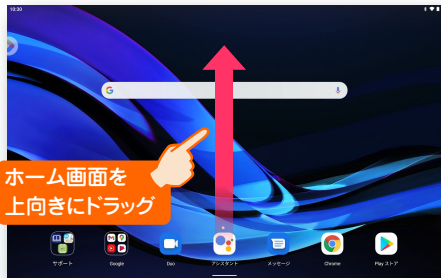 10:30
ホーム画面を
上向きにドラッグ
サポート
Google
Duo
アシスタント
メッセージ
Chrome
Play ストア